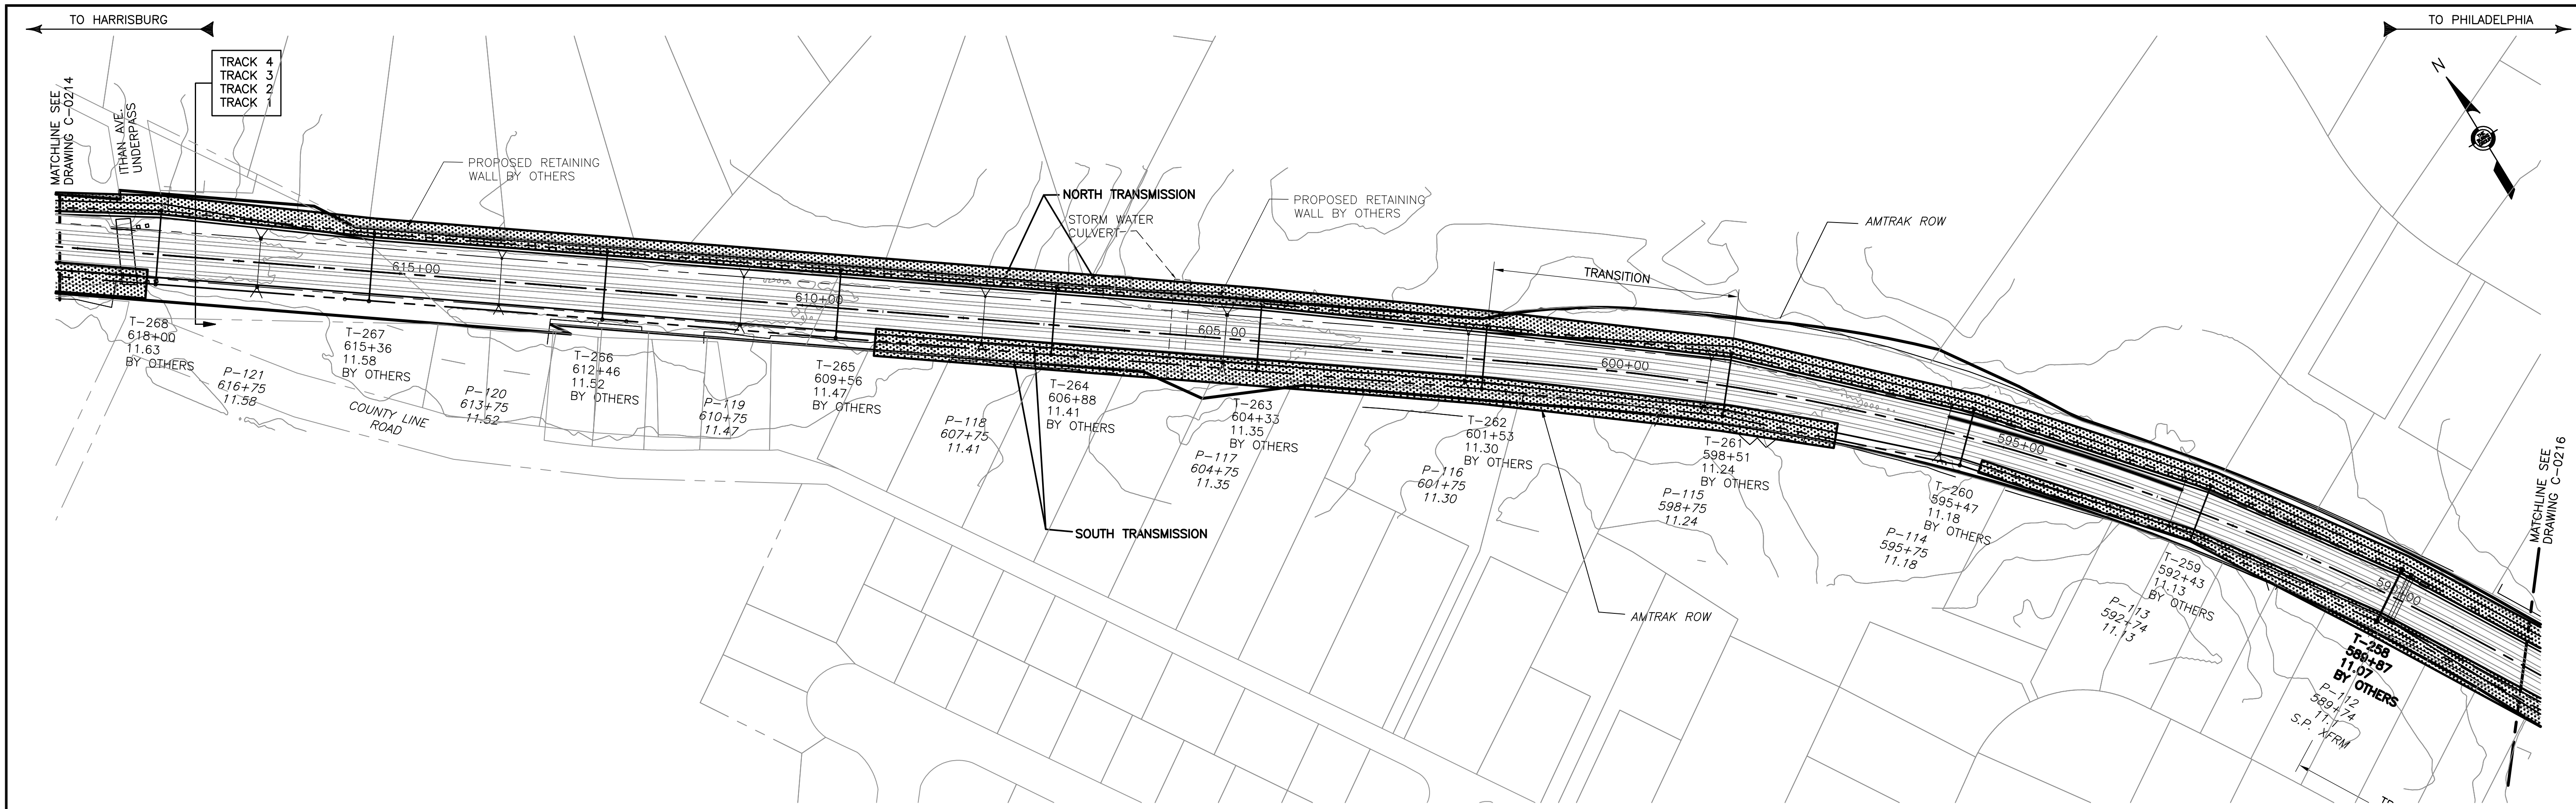 TO HARRISBURG
TO PHILADELPHIA
TRACK 4
TRACK 3
TRACK 2
TRACK 1
MATCHLINE SEE
DRAWING C-0214
ITHAN AVE.
UNDERPASS
N
PROPOSED RETAINING
WALL BY OTHERS
NORTH TRANSMISSION
STORM WATER
CULVERT
PROPOSED RETAINING
WALL BY OTHERS
AMTRAK ROW
TRANSITION
615+00
610+00
605+00
600+00
595+00
590+00
T-268
618+00
11.63
BY OTHERS
P-121
616+75
11.58
T-267
615+36
11.58
BY OTHERS
COUNTY LINE
ROAD
P-120
613+75
11.52
T-266
612+46
11.52
BY OTHERS
P-119
610+75
11.47
T-265
609+56
11.47
BY OTHERS
P-118
607+75
11.41
T-264
606+88
11.41
BY OTHERS
SOUTH TRANSMISSION
P-117
604+75
11.35
T-263
604+33
11.35
BY OTHERS
P-116
601+75
11.30
T-262
601+53
11.30
BY OTHERS
AMTRAK ROW
P-115
598+75
11.24
T-261
598+51
11.24
BY OTHERS
P-114
595+75
11.18
T-260
595+47
11.18
BY OTHERS
P-113
592+74
11.13
T-259
592+43
11.13
BY OTHERS
T-258
589+87
11.07
BY OTHERS
P-112
589+74
11.1
S.P. XFRM
MATCHLINE SEE
DRAWING C-0216